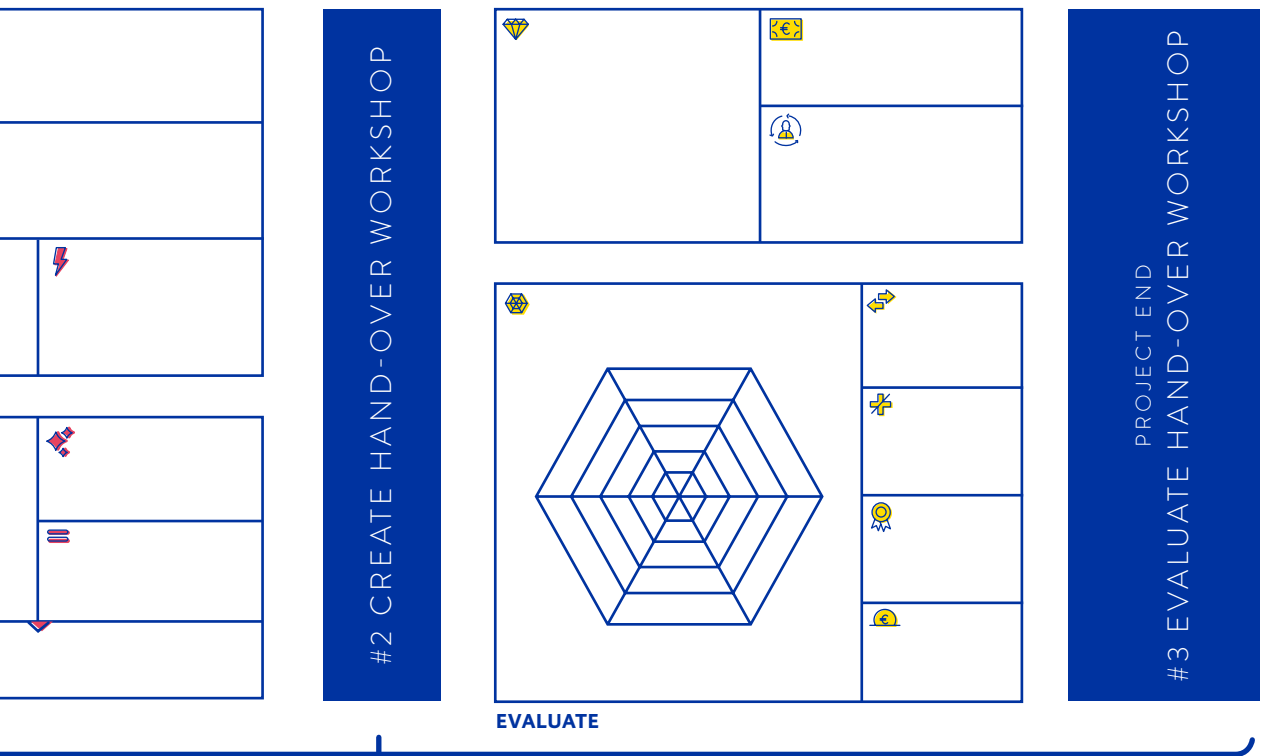 #2 CREATE HAND-OVER WORKSHOP
€
€
EVALUATE
PROJECT END
#3 EVALUATE HAND-OVER WORKSHOP